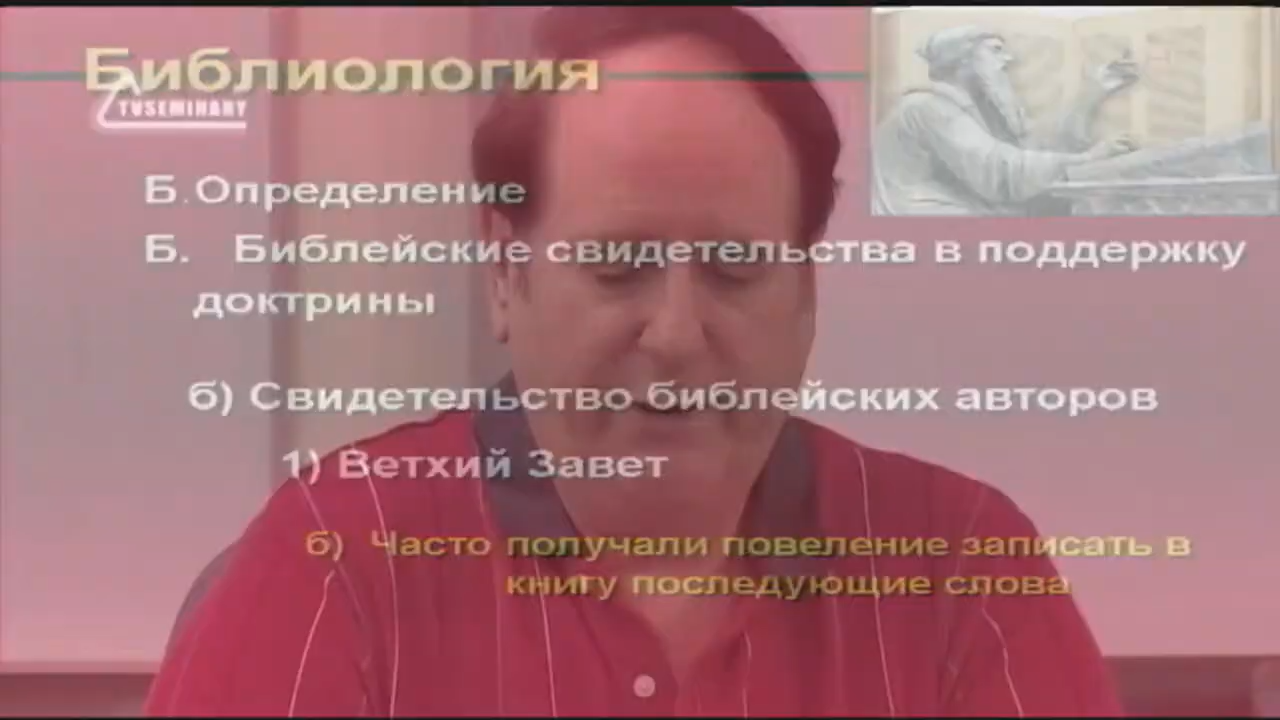 Библиология
TVSEMINARY
Б.Определение
Б. Библейские свидетельства в поддержку
доктрины
б) Свидетельство библейских авторов
1) Ветхий Завет
б) Часто получали повеление записать в
книгу последующие слова